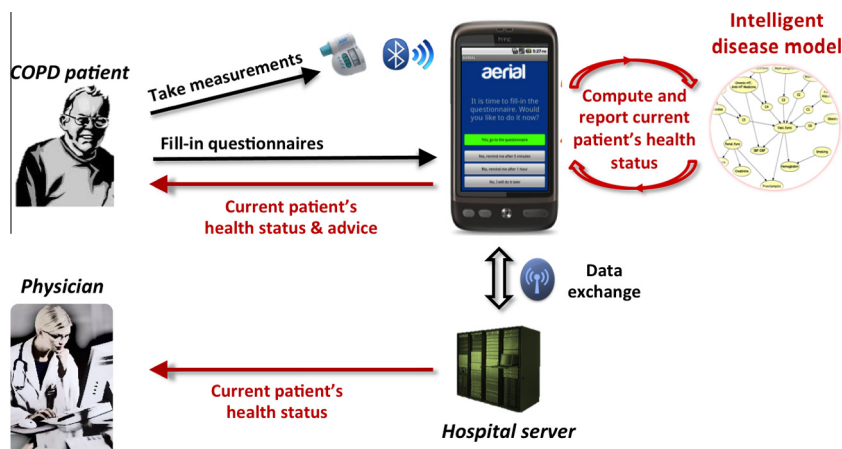 Intelligent
disease model
COPD patient
Take measurements
5:27 PM
aerial
It is time to fill-in the
questionnaire. Would
you like to do it now?
Yes, go to the questionnaire
No, remind me after 5 minutes
No, remind me after 1 hour
No, I will do it later
Compute and
report current
patient's health
status
Fill-in questionnaires
Current patient's
health status & advice
Physician
Data
exchange
Current patient's
health status
Hospital server